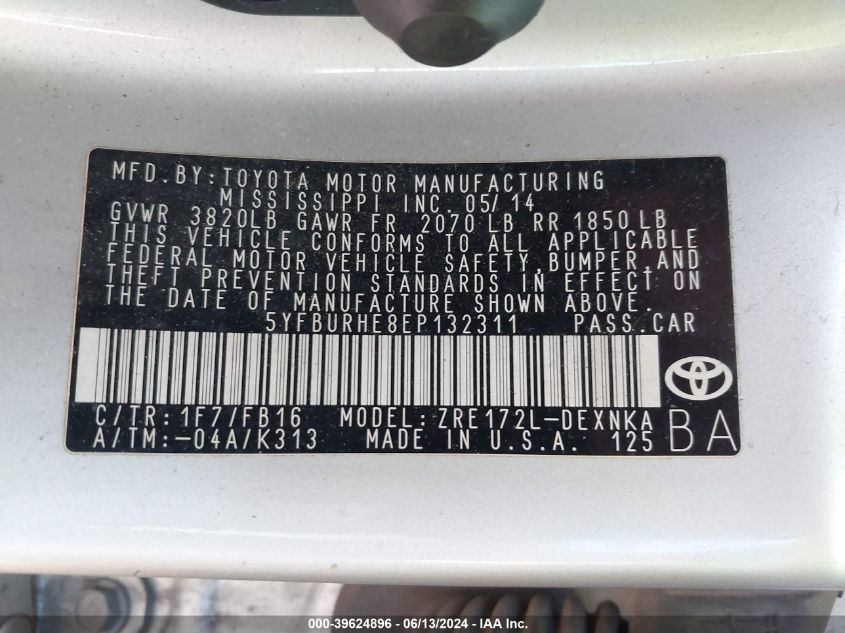 MFD.BY:TOYOTA MOTOR MANUFACTURING
MISSISSIPPI INC. 05/14
GVWR 3820LB GAWR FR 2070 LB RR 1850 LB
THIS VEHICLE CONFORMS TO ALL APPLICABLE
FEDERAL MOTOR VEHICLE SAFETY, BUMPER, AND
THEFT PREVENTION STANDARDS IN EFFECT ON
THE DATE OF MANUFACTURE SHOWN ABOVE.
5YFBURHE8EP132311 PASS.CAR
C/TR:1F7/FB16 MODEL:ZRE172L-DEXNKA
A/TM:-04A/K313 MADE IN U.S.A. 125 BA
000-39624896 - 06/13/2024 - IAA Inc.